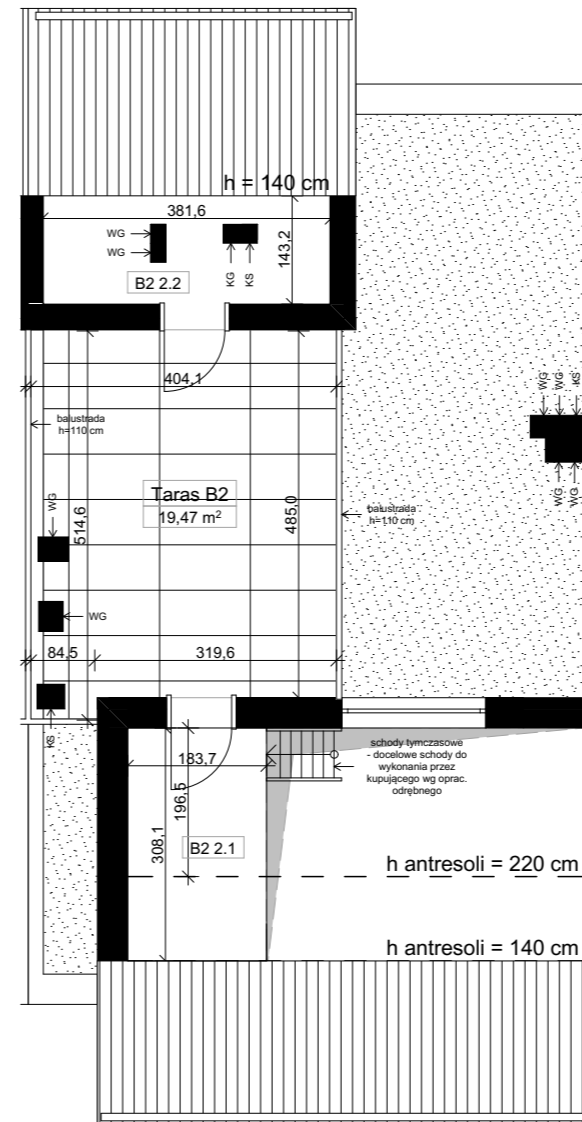 h = 140 cm
381,6
WG
WG
KG
KS
143,2
B2 2.2
404,1
balustrada
h=110 cm
WG
WG
KS
WG
WG
WG
514,6
Taras B2
19,47 m²
485,0
balustrada
h=110 cm
WG
84,5
319,6
KS
183,7
196,5
308,1
schody tymczasowe
- docelowe schody do
wykonania przez
kupującego wg oprac.
odrębnego
B2 2.1
h antresoli = 220 cm
h antresoli = 140 cm